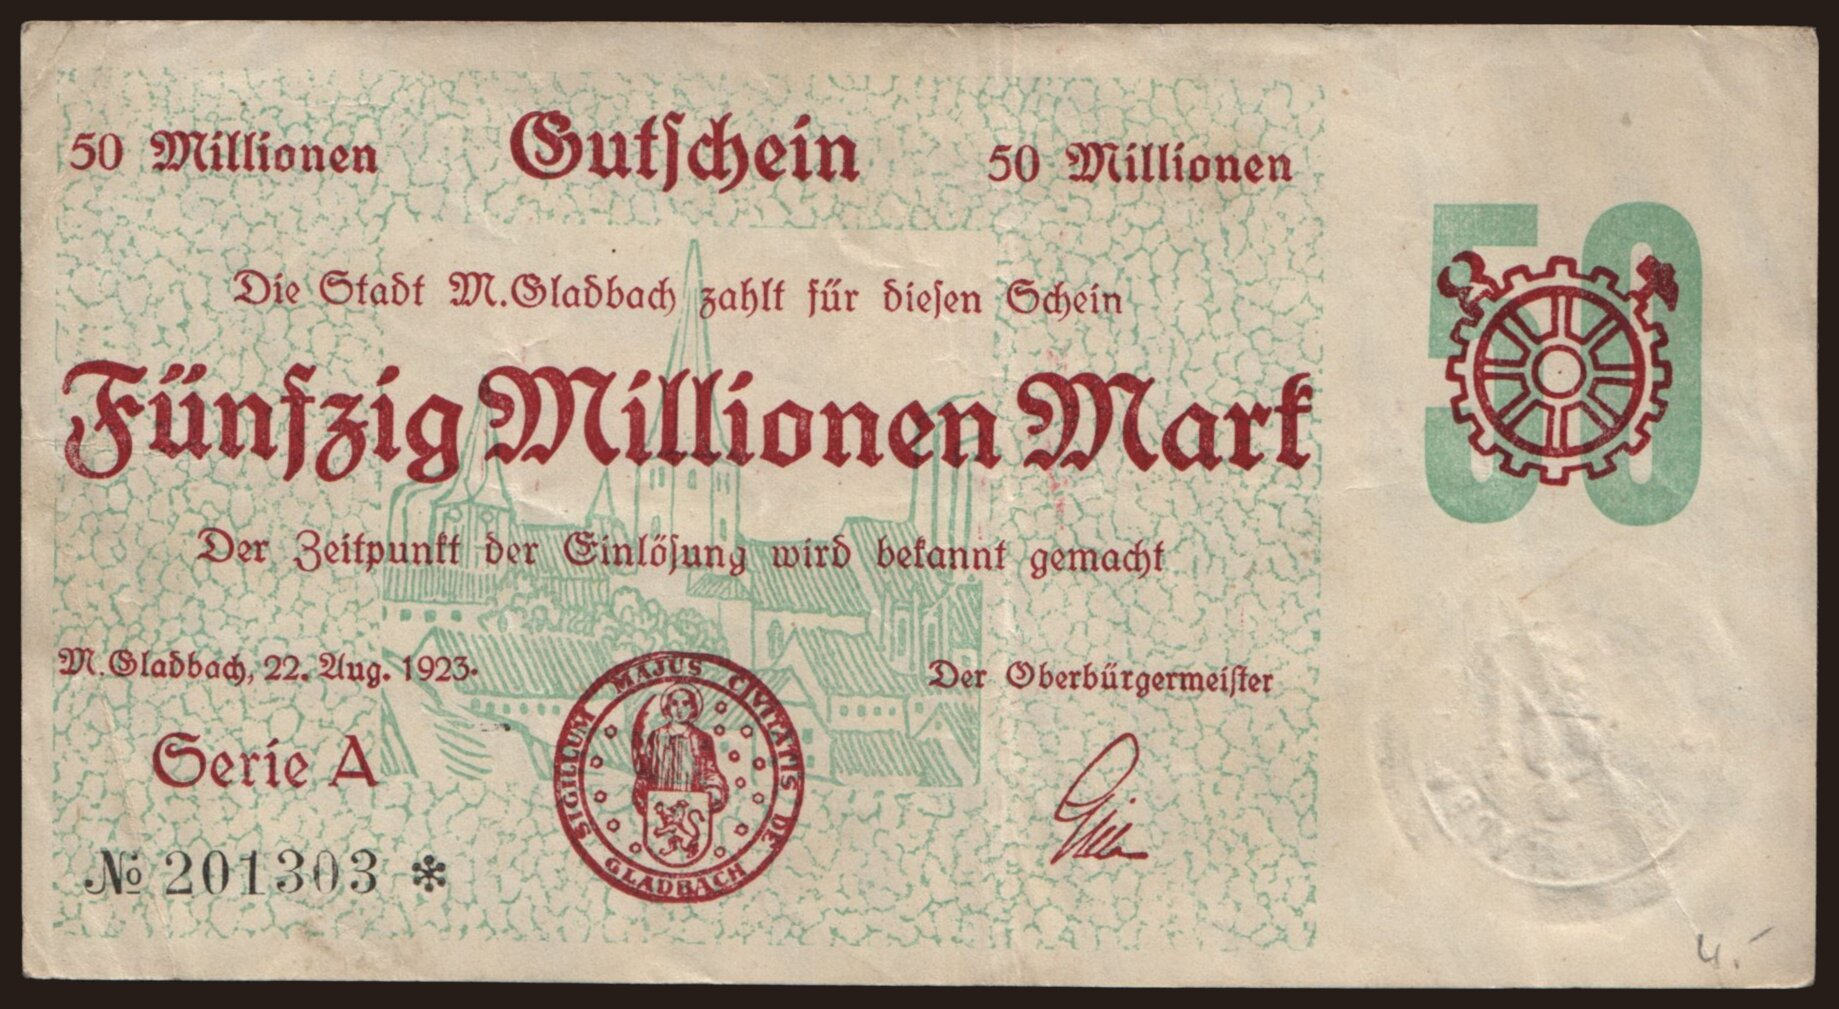 50 Millionen Gutschein 50 Millionen
50
Die Stadt M.Gladbach zahlt für diesen Schein
Fünfzig Millionen Mark
Der Zeitpunkt der Einlösung wird bekannt gemacht
M.Gladbach, 22. Aug. 1923. Der Oberbürgermeister
SIGILLUM MAJUS CIVITATIS DE GLADBACH
Serie A
№ 201303 *
4.-